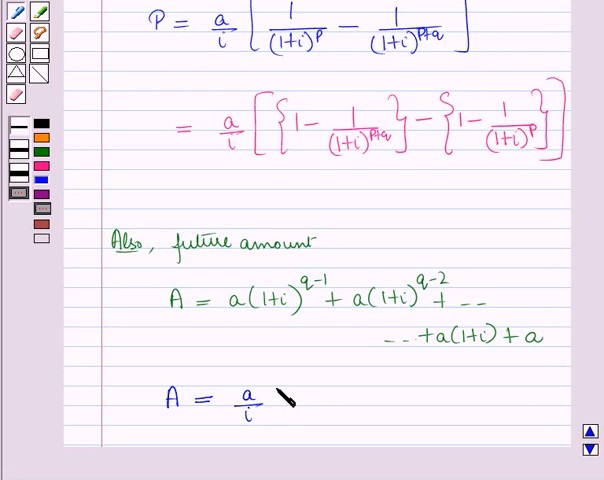 P = a/i [ 1/(1+i)^p − 1/(1+i)^{p+q} ]
= a/i [ { 1 − 1/(1+i)^{p+q} } − { 1 − 1/(1+i)^p } ]
Also, future amount
A = a(1+i)^{q-1} + a(1+i)^{q-2} + --
--- + a(1+i) + a
A = a/i